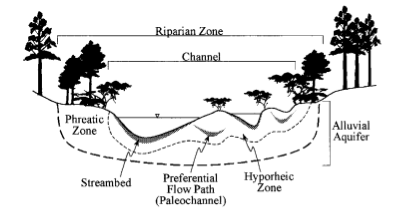 Riparian Zone
Channel
Phreatic
Zone
Alluvial
Aquifer
Streambed
Preferential
Flow Path
(Paleochannel)
Hyporheic
Zone